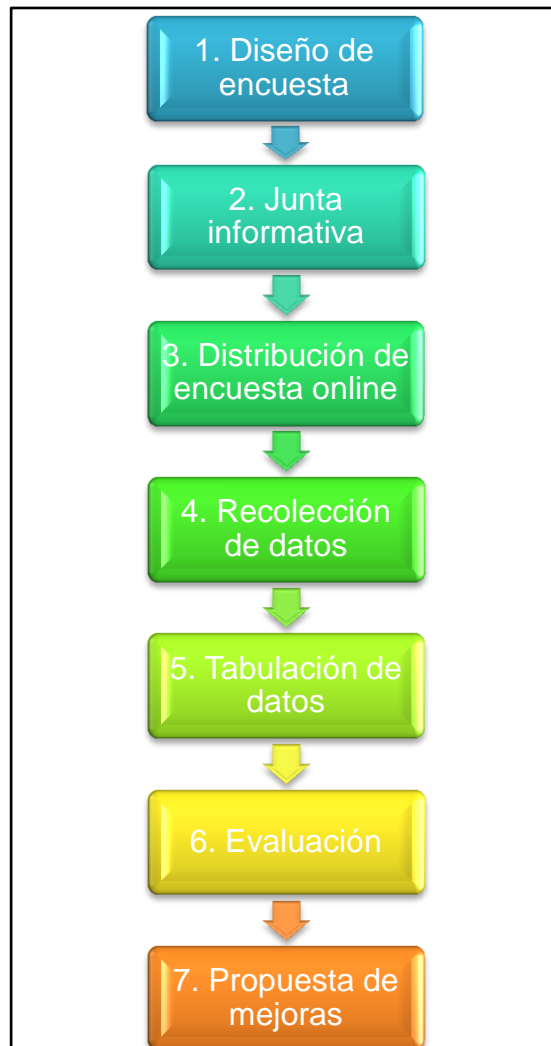 1. Diseño de
encuesta
2. Junta
informativa
3. Distribución de
encuesta online
4. Recolección
de datos
5. Tabulación de
datos
6. Evaluación
7. Propuesta de
mejoras